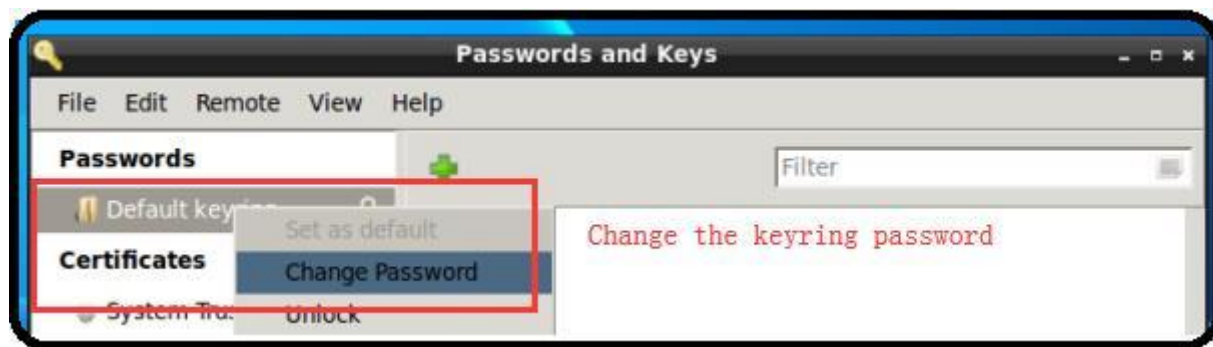 Passwords and Keys
File Edit Remote View Help
Passwords
Filter
Default
Set as default
Change the keyring password
Certificates
Change Password
System
Unlock